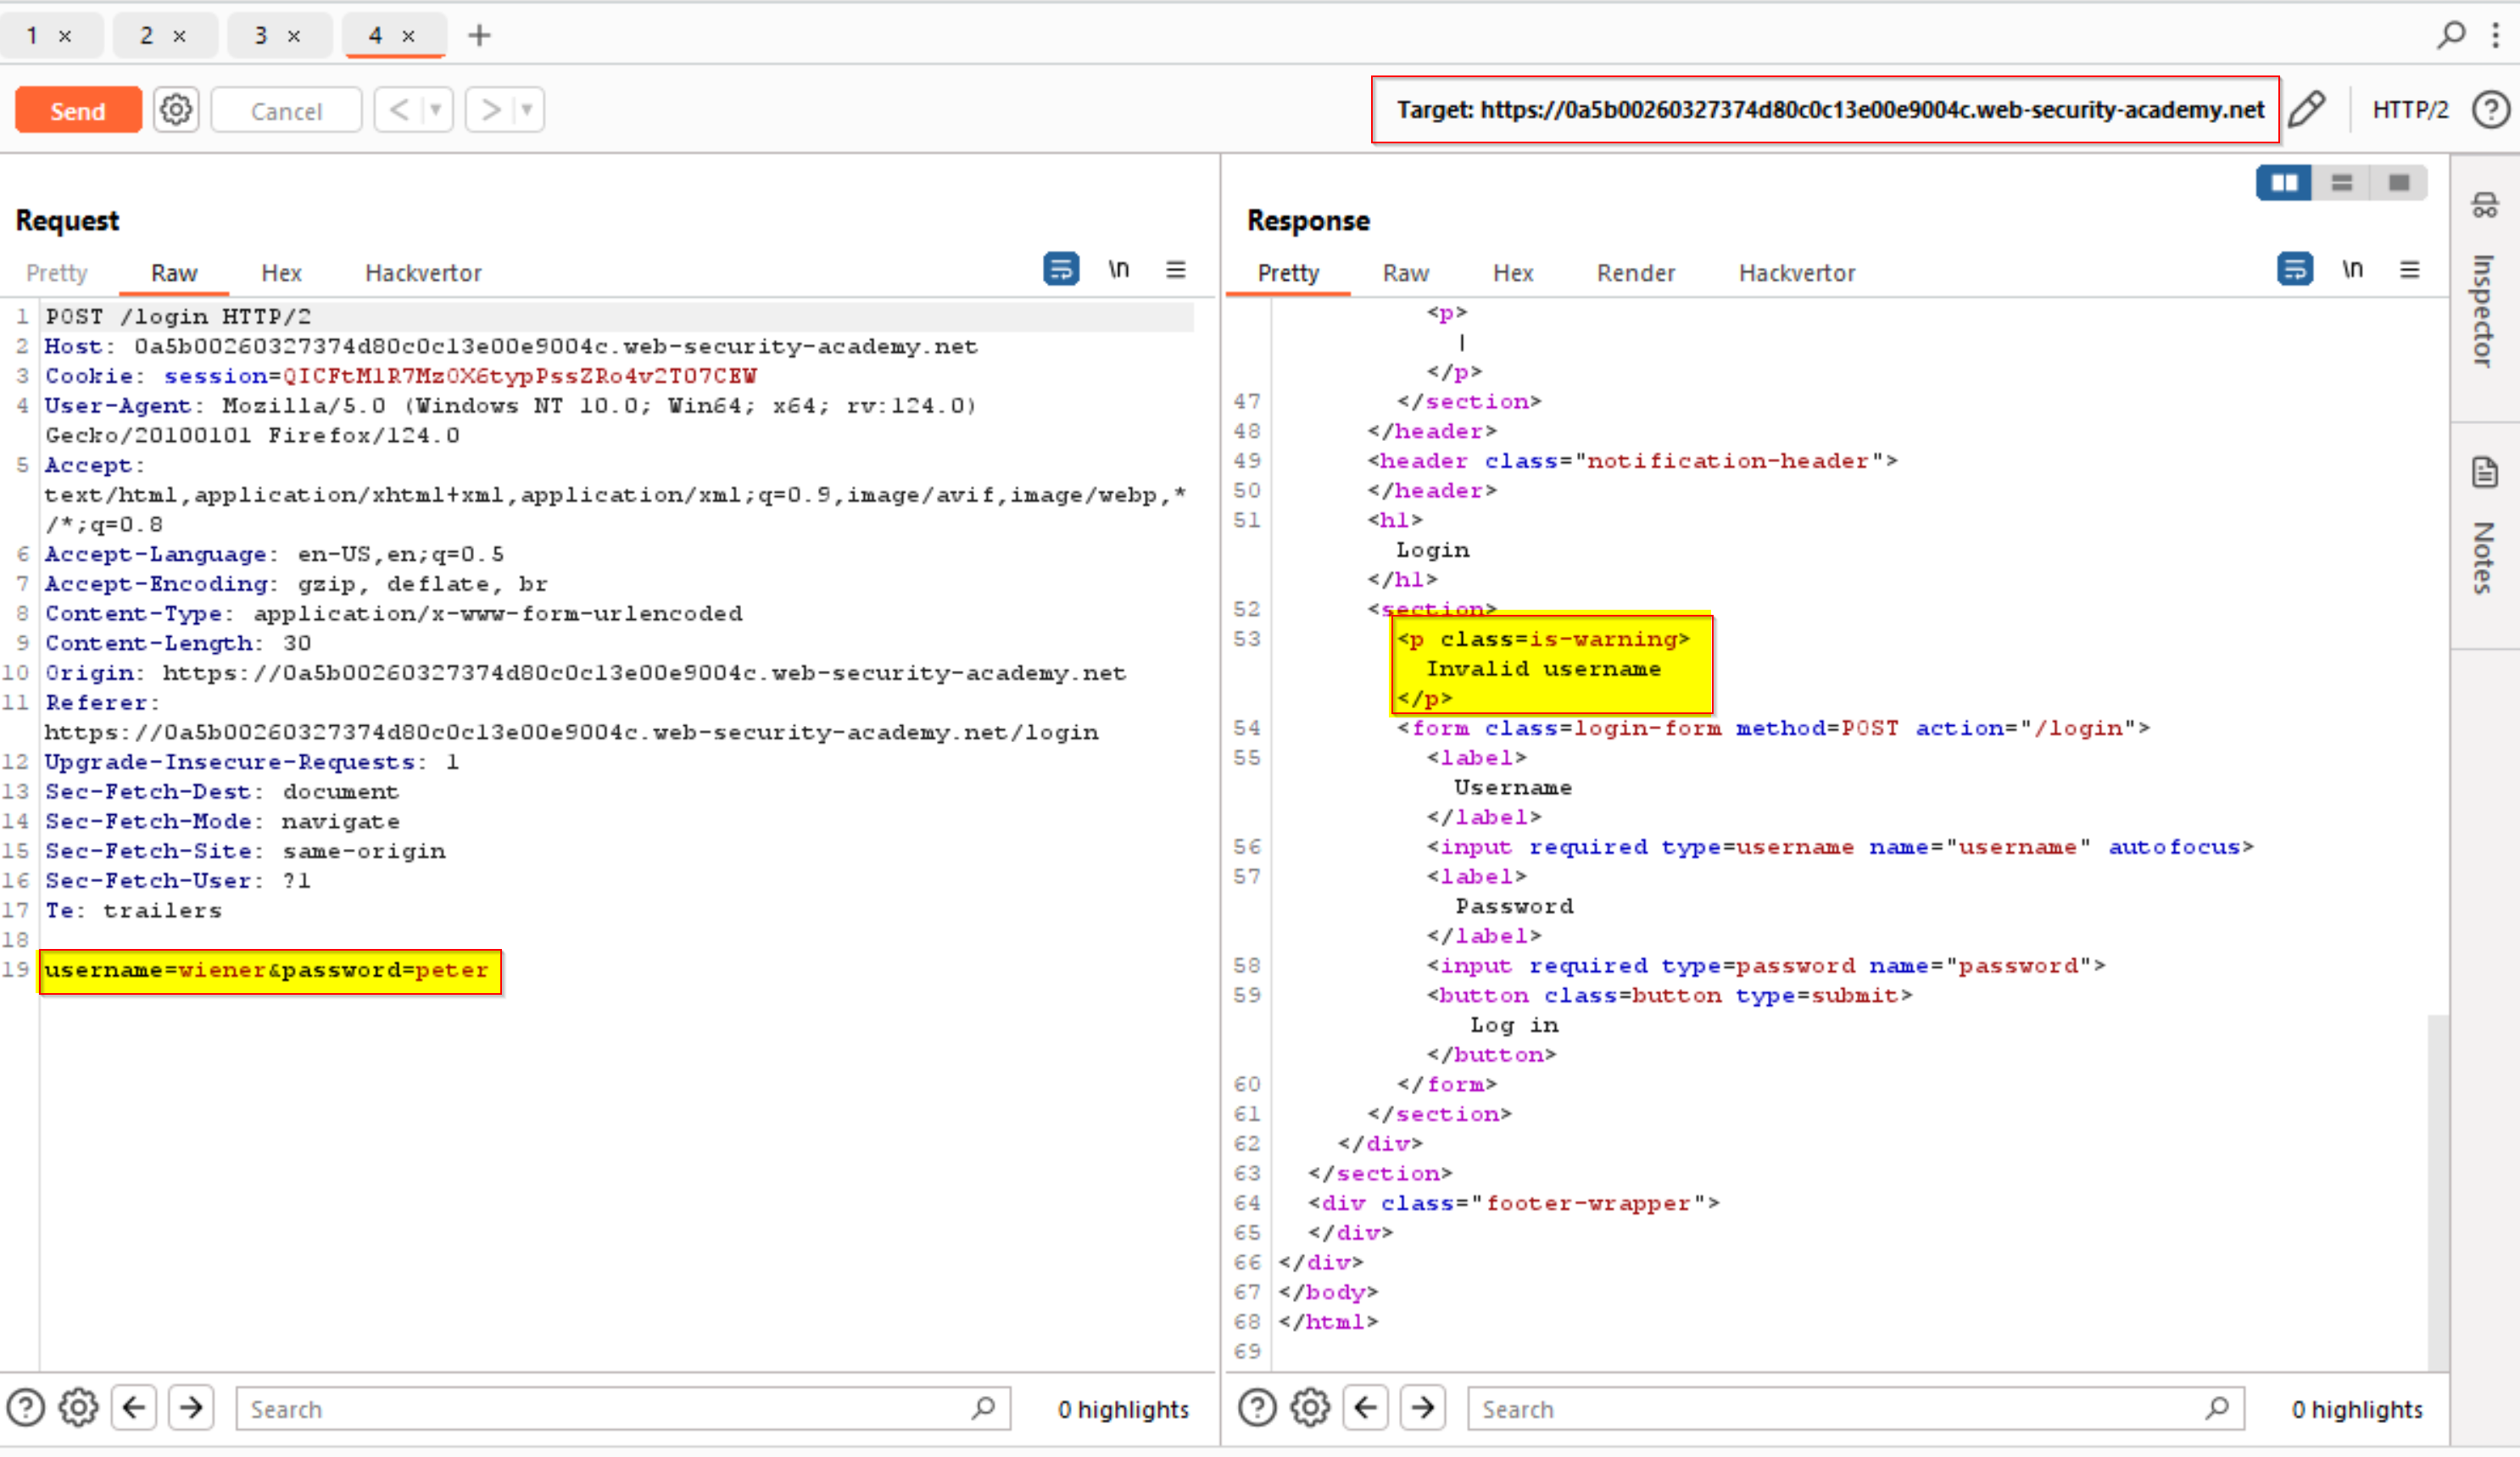 1 × 2 × 3 × 4 × +
Send Cancel < > Target: https://0a5b00260327374d80c0c13e00e9004c.web-security-academy.net HTTP/2 ?
Request
Pretty Raw Hex Hackvertor \n
1 POST /login HTTP/2
2 Host: 0a5b00260327374d80c0c13e00e9004c.web-security-academy.net
3 Cookie: session=QICFtM1R7Mz0X6typPssZRo4v2T07CEW
4 User-Agent: Mozilla/5.0 (Windows NT 10.0; Win64; x64; rv:124.0)
Gecko/20100101 Firefox/124.0
5 Accept:
text/html,application/xhtml+xml,application/xml;q=0.9,image/avif,image/webp,*
/*;q=0.8
6 Accept-Language: en-US,en;q=0.5
7 Accept-Encoding: gzip, deflate, br
8 Content-Type: application/x-www-form-urlencoded
9 Content-Length: 30
10 Origin: https://0a5b00260327374d80c0c13e00e9004c.web-security-academy.net
11 Referer:
https://0a5b00260327374d80c0c13e00e9004c.web-security-academy.net/login
12 Upgrade-Insecure-Requests: 1
13 Sec-Fetch-Dest: document
14 Sec-Fetch-Mode: navigate
15 Sec-Fetch-Site: same-origin
16 Sec-Fetch-User: ?1
17 Te: trailers
18
19 username=wiener&password=peter
? Search 0 highlights
Response
Pretty Raw Hex Render Hackvertor \n
<p>
|
</p>
47 </section>
48 </header>
49 <header class="notification-header">
50 </header>
51 <h1>
Login
</h1>
52 <section>
53 <p class=is-warning>
Invalid username
</p>
54 <form class=login-form method=POST action="/login">
55 <label>
Username
</label>
56 <input required type=username name="username" autofocus>
57 <label>
Password
</label>
58 <input required type=password name="password">
59 <button class=button type=submit>
Log in
</button>
60 </form>
61 </section>
62 </div>
63 </section>
64 <div class="footer-wrapper">
65 </div>
66 </div>
67 </body>
68 </html>
69
? Search 0 highlights
Inspector
Notes